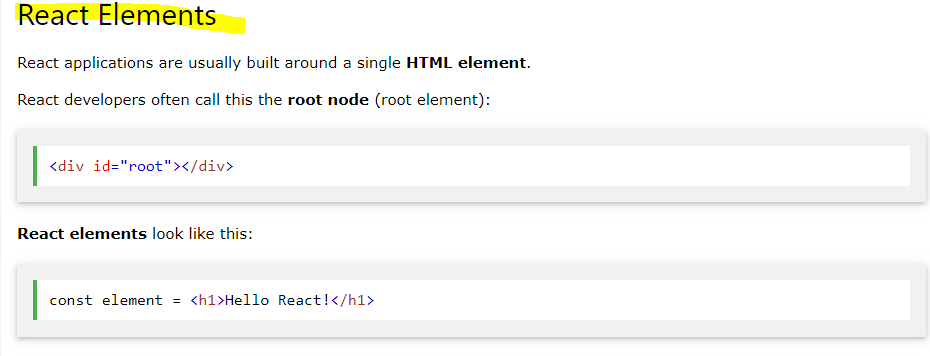 React Elements
React applications are usually built around a single HTML element.
React developers often call this the root node (root element):
<div id="root"></div>
React elements look like this:
const element = <h1>Hello React!</h1>